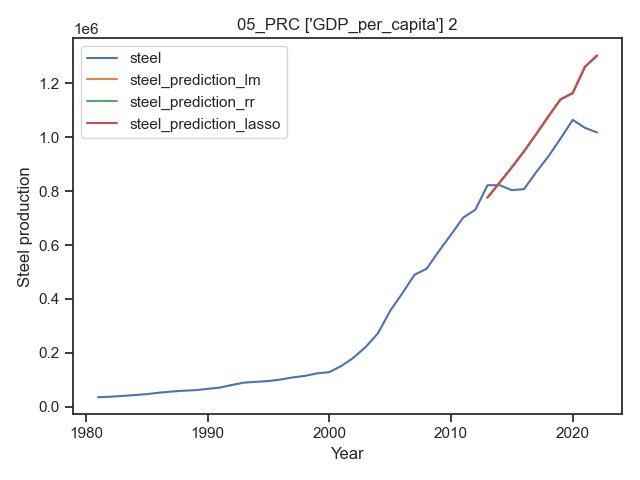 05_PRC ['GDP_per_capita'] 2
1e6
steel
steel_prediction_lm
steel_prediction_rr
steel_prediction_lasso
1.2
1.0
0.8
0.6
0.4
0.2
0.0
Steel production
1980
1990
2000
2010
2020
Year